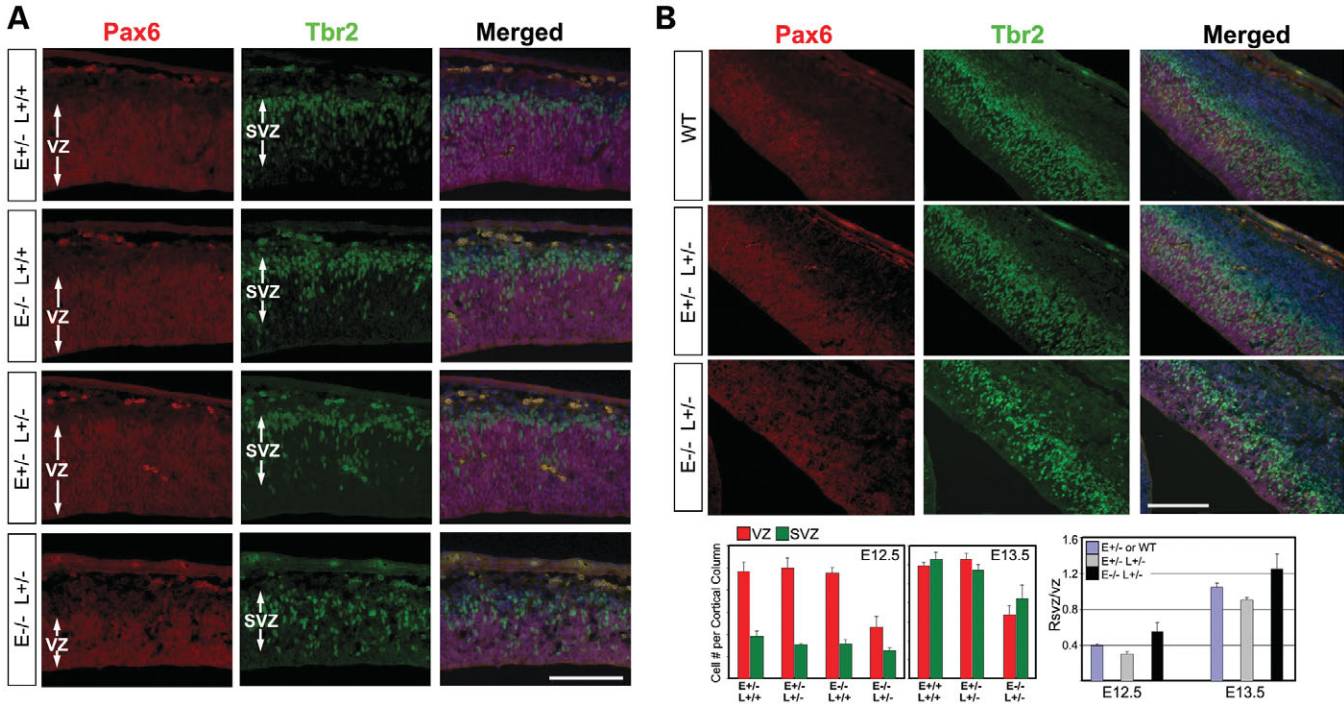 A
Pax6 Tbr2 Merged
E+/- L+/+
VZ
SVZ
E-/- L+/+
VZ
SVZ
E+/- L+/-
VZ
SVZ
E-/- L+/-
VZ
SVZ
B
Pax6 Tbr2 Merged
WT
E+/- L+/-
E-/- L+/-
VZ SVZ
Cell # per Cortical Column
E12.5
E+/- E+/- E-/- E-/-
L+/+ L+/- L+/+ L+/-
E13.5
E+/+ E+/- E-/-
L+/+ L+/- L+/-
Rsvz/vz
1.6
1.2
0.8
0.4
E+/- or WT
E+/- L+/-
E-/- L+/-
E12.5 E13.5